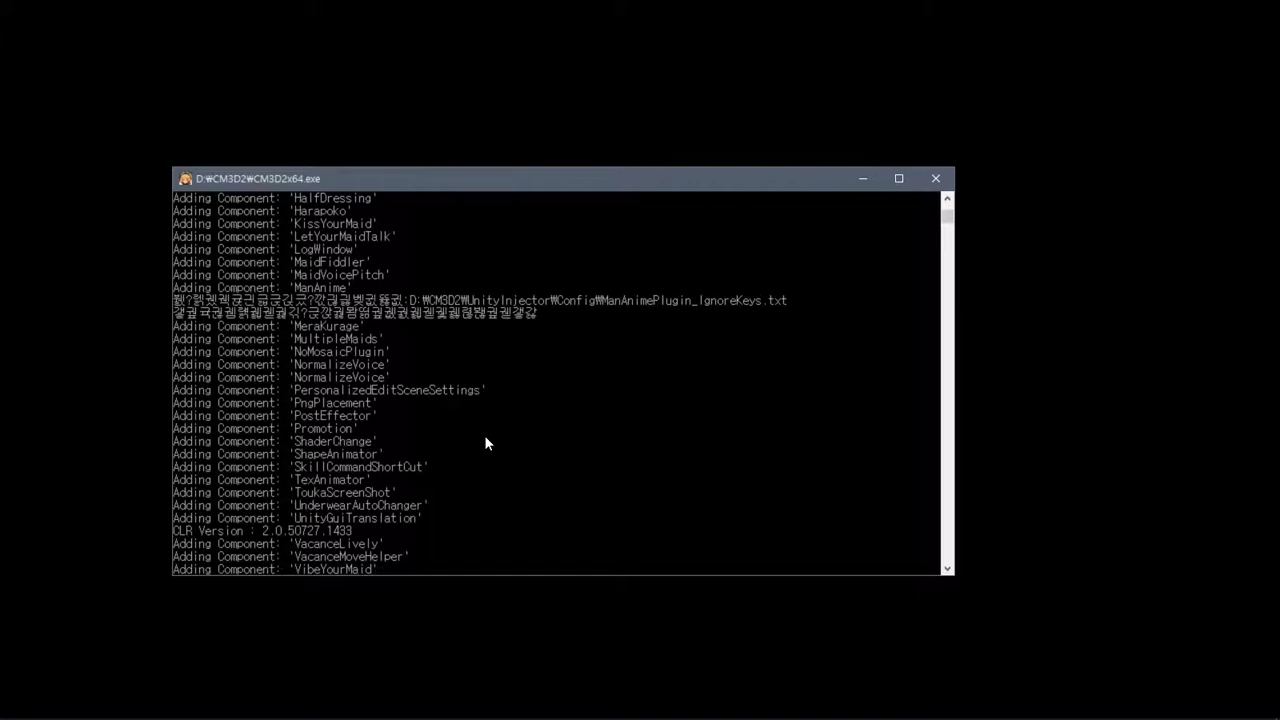 D:₩CM3D2₩CM3D2x64.exe
Adding Component: 'HalfDressing'
Adding Component: 'Harapoko'
Adding Component: 'KissYourMaid'
Adding Component: 'LetYourMaidTalk'
Adding Component: 'LogWindow'
Adding Component: 'MaidFiddler'
Adding Component: 'MaidVoicePitch'
Adding Component: 'ManAnime'
:D:₩CM3D2₩UnityInjector₩Config₩ManAnimePlugin_IgnoreKeys.txt
Adding Component: 'MeraKurage'
Adding Component: 'MultipleMaids'
Adding Component: 'NoMosaicPlugin'
Adding Component: 'NormalizeVoice'
Adding Component: 'NormalizeVoice'
Adding Component: 'PersonalizedEditSceneSettings'
Adding Component: 'PngPlacement'
Adding Component: 'PostEffector'
Adding Component: 'Promotion'
Adding Component: 'ShaderChange'
Adding Component: 'ShapeAnimator'
Adding Component: 'SkillCommandShortCut'
Adding Component: 'TexAnimator'
Adding Component: 'ToukaScreenShot'
Adding Component: 'UnderwearAutoChanger'
Adding Component: 'UnityGuiTranslation'
CLR Version : 2.0.50727.1433
Adding Component: 'VacanceLively'
Adding Component: 'VacanceMoveHelper'
Adding Component: 'VibeYourMaid'